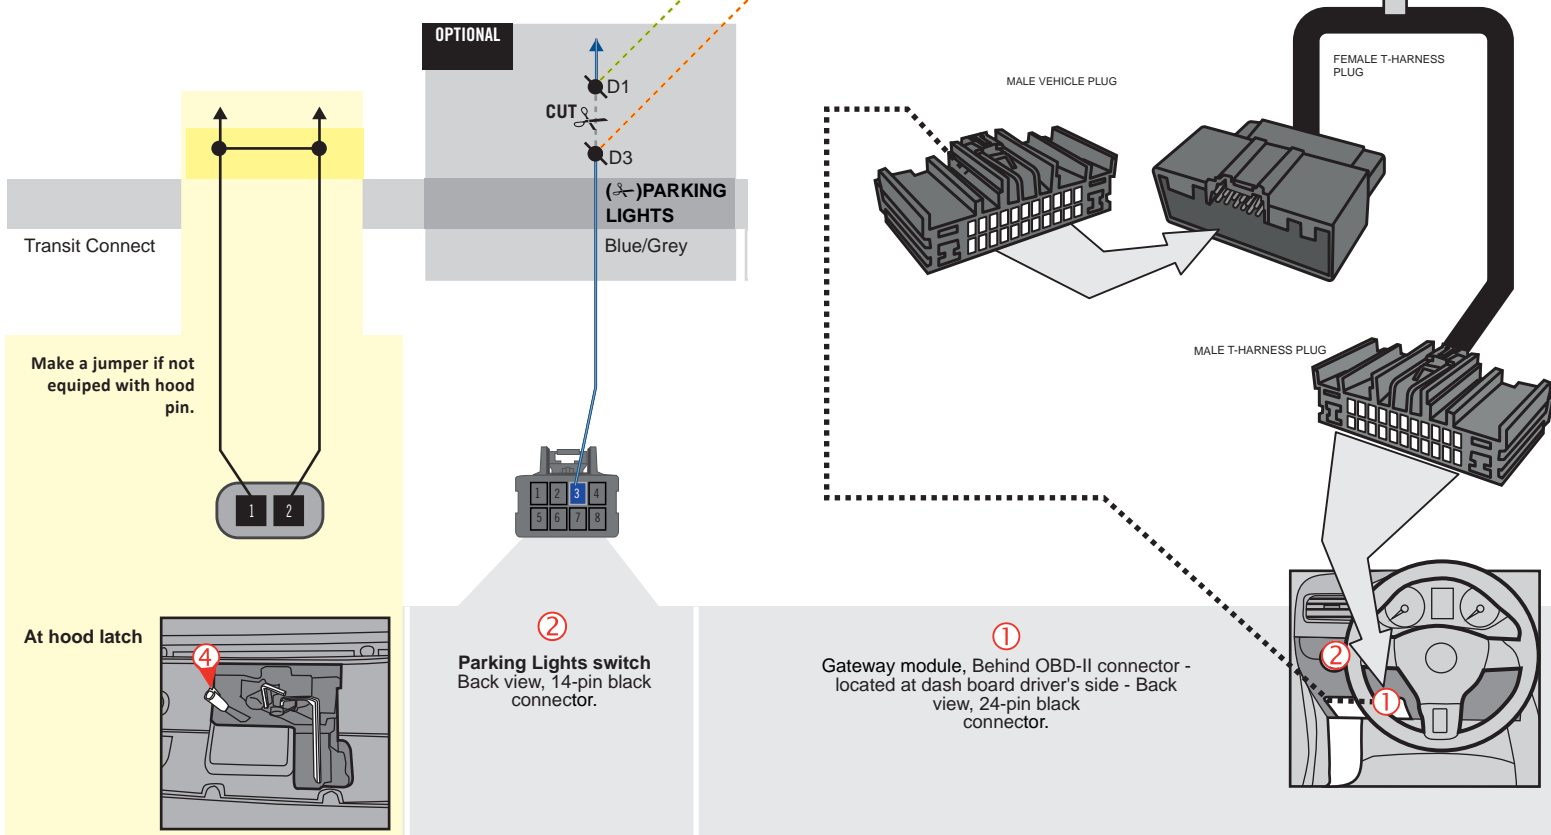 OPTIONAL
D1
CUT
D3
()PARKING
LIGHTS
Blue/Grey
Transit Connect
Make a jumper if not
equiped with hood
pin.
1 2
1 2 3 4
5 6 7 8
At hood latch
4
2
Parking Lights switch
Back view, 14-pin black
connector.
MALE VEHICLE PLUG
FEMALE T-HARNESS
PLUG
MALE T-HARNESS PLUG
1
Gateway module, Behind OBD-II connector -
located at dash board driver's side - Back
view, 24-pin black
connector.
2
1